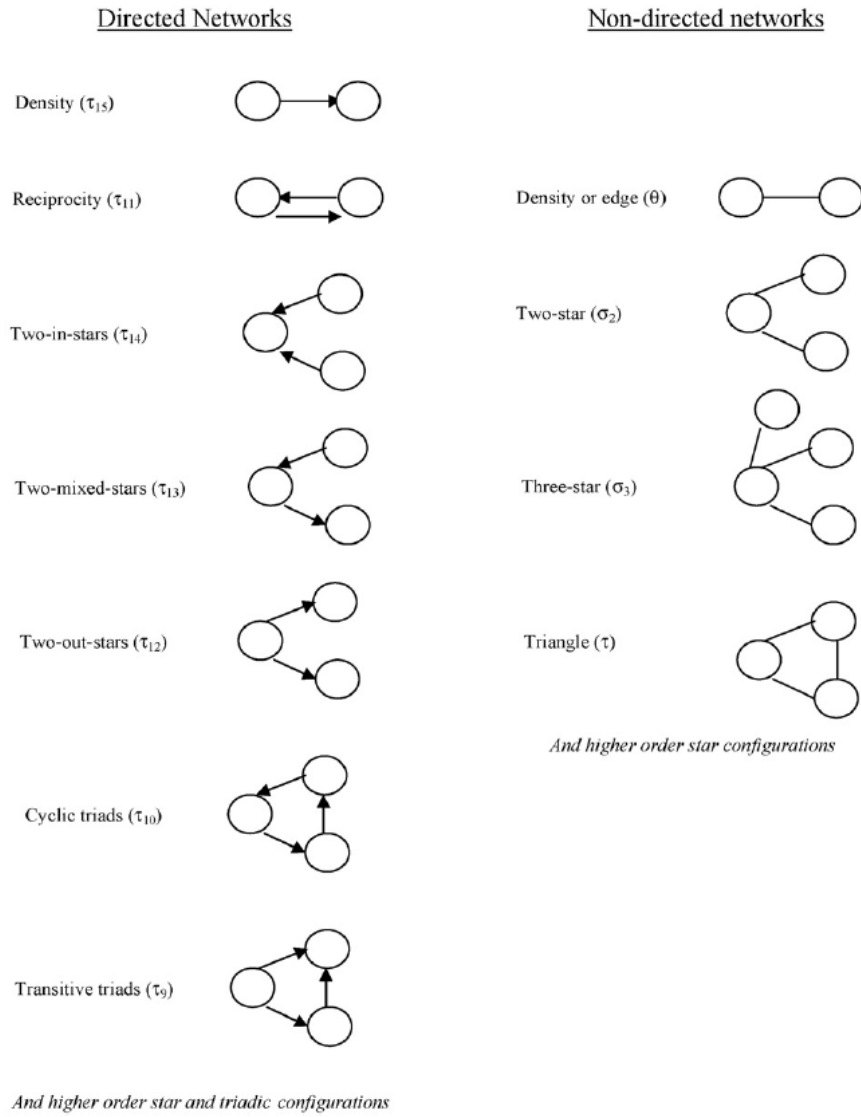 Directed Networks
Density (τ₁₅)
Reciprocity (τ₁₁)
Two-in-stars (τ₁₄)
Two-mixed-stars (τ₁₃)
Two-out-stars (τ₁₂)
Cyclic triads (τ₁₀)
Transitive triads (τ₉)
And higher order star and triadic configurations
Non-directed networks
Density or edge (θ)
Two-star (σ₂)
Three-star (σ₃)
Triangle (τ)
And higher order star configurations